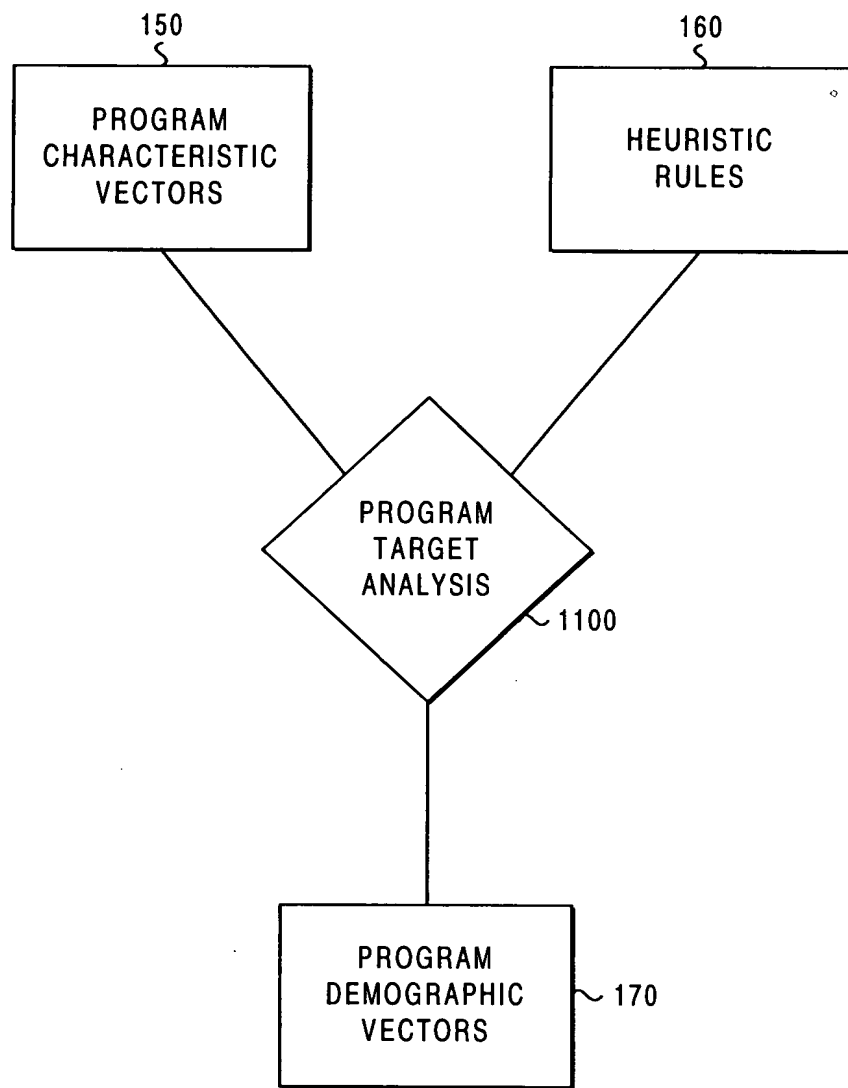 150
160
PROGRAM
CHARACTERISTIC
VECTORS
HEURISTIC
RULES
PROGRAM
TARGET
ANALYSIS
1100
PROGRAM
DEMOGRAPHIC
VECTORS
170